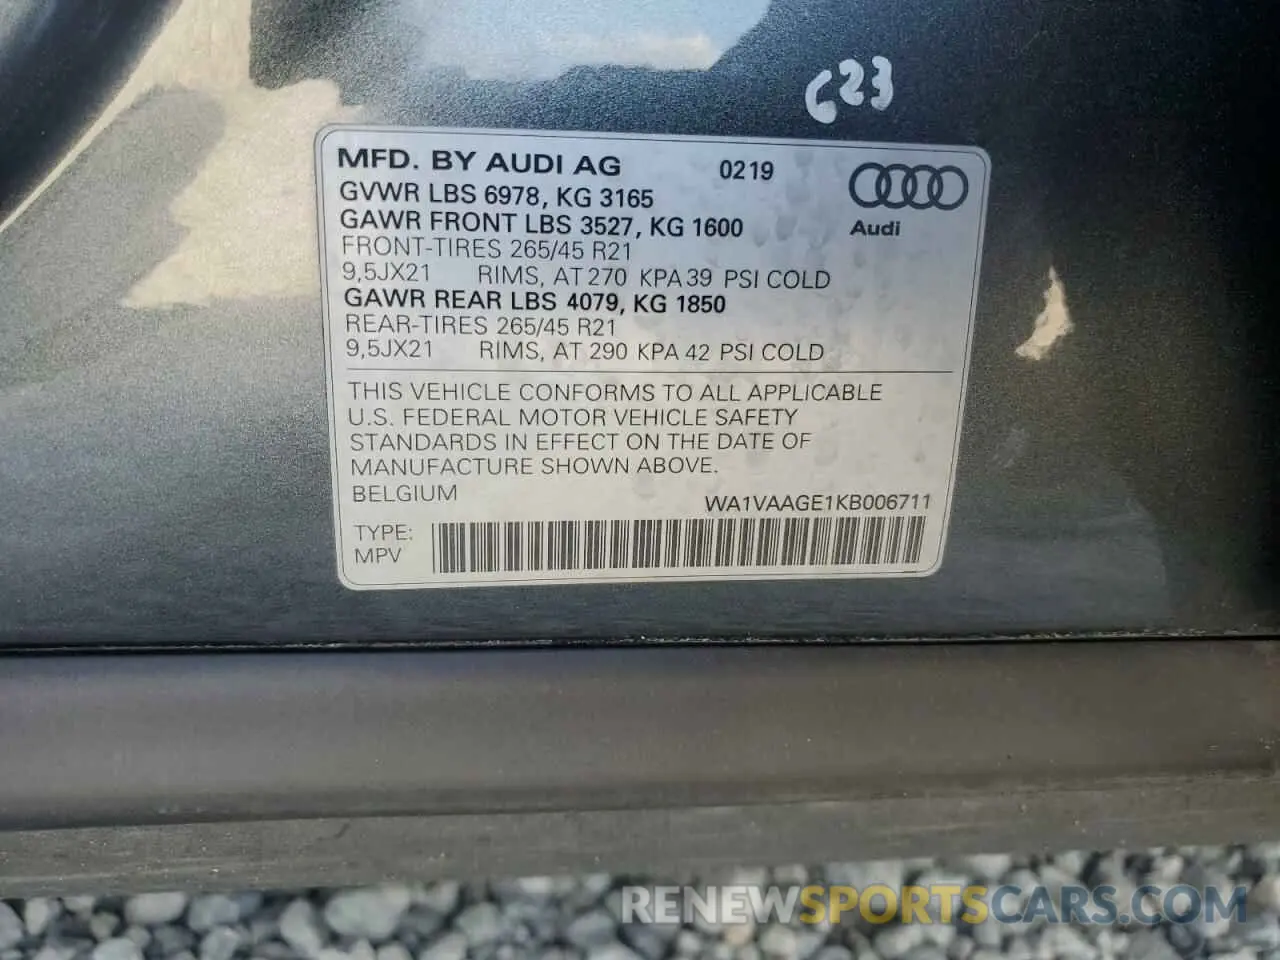 C23
MFD. BY AUDI AG 0219
GVWR LBS 6978, KG 3165
GAWR FRONT LBS 3527, KG 1600
Audi
FRONT-TIRES 265/45 R21
9,5JX21 RIMS, AT 270 KPA 39 PSI COLD
GAWR REAR LBS 4079, KG 1850
REAR-TIRES 265/45 R21
9,5JX21 RIMS, AT 290 KPA 42 PSI COLD
THIS VEHICLE CONFORMS TO ALL APPLICABLE
U.S. FEDERAL MOTOR VEHICLE SAFETY
STANDARDS IN EFFECT ON THE DATE OF
MANUFACTURE SHOWN ABOVE.
BELGIUM
WA1VAAGE1KB006711
TYPE:
MPV
RENEWSPORTSCARS.COM